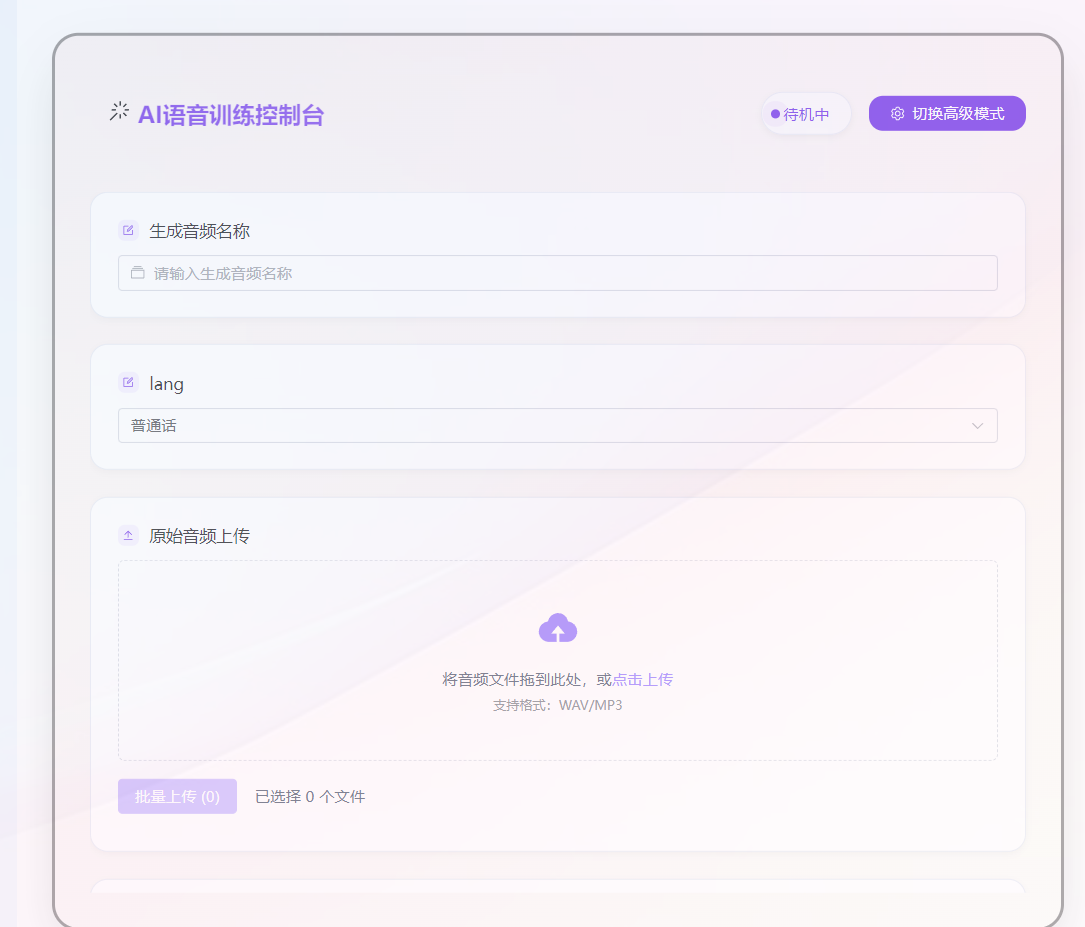 AI语音训练控制台
待机中
切换高级模式
生成音频名称
请输入生成音频名称
lang
普通话
原始音频上传
将音频文件拖到此处，或点击上传
支持格式：WAV/MP3
批量上传 (0)
已选择 0 个文件